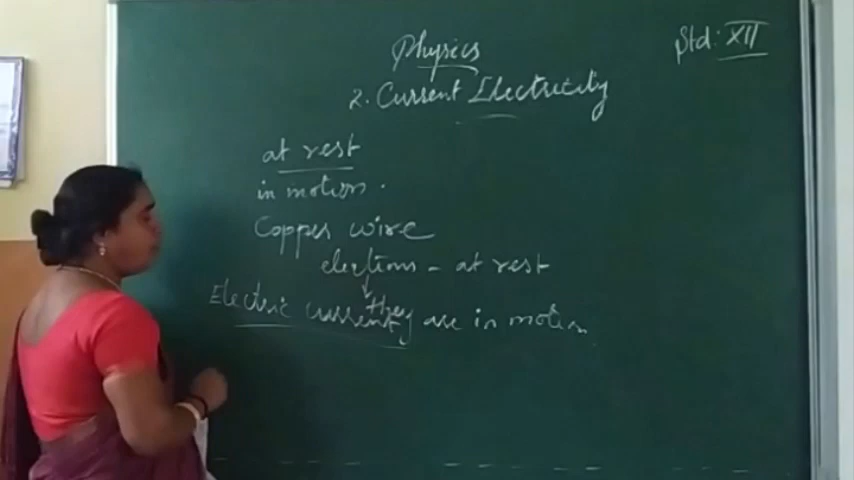 Physics
Std: XII
2. Current Electricity
at rest
in motion.
Copper wire
electrons - at rest
they are in motion
Electric current